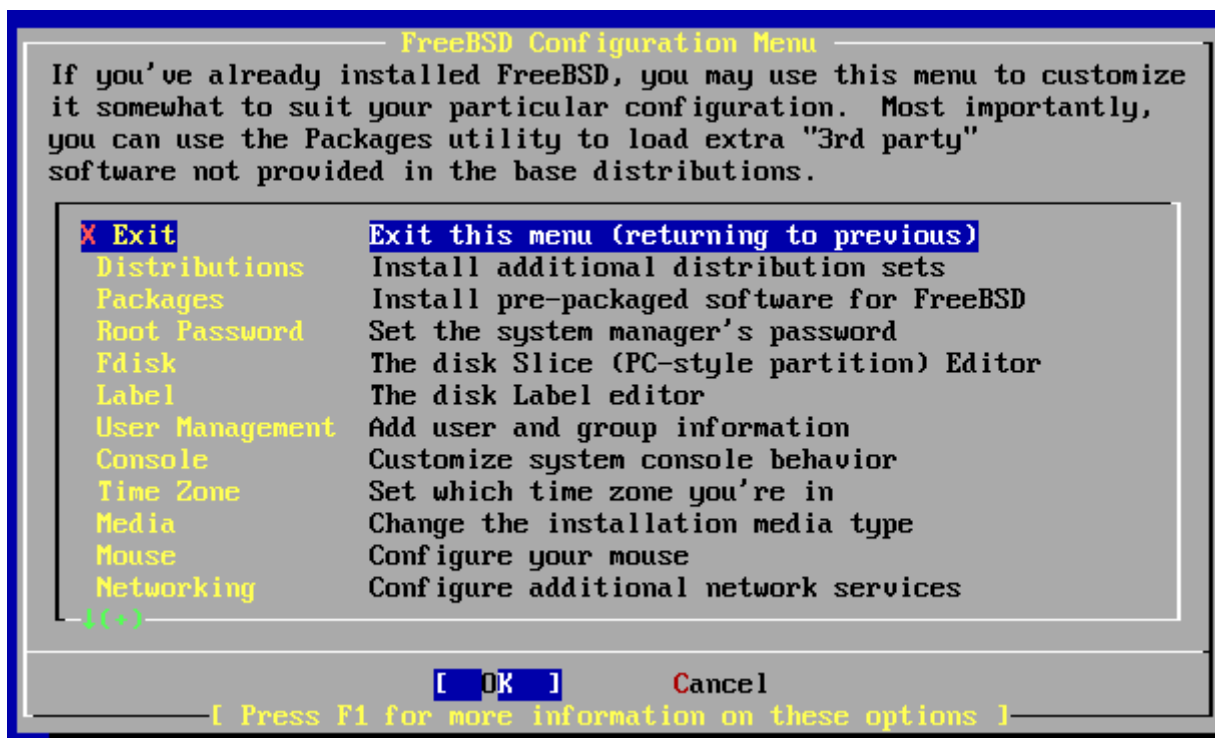 FreeBSD Configuration Menu
If you've already installed FreeBSD, you may use this menu to customize
it somewhat to suit your particular configuration.  Most importantly,
you can use the Packages utility to load extra "3rd party"
software not provided in the base distributions.
X Exit Exit this menu (returning to previous)
Distributions Install additional distribution sets
Packages Install pre-packaged software for FreeBSD
Root Password Set the system manager's password
Fdisk The disk Slice (PC-style partition) Editor
Label The disk Label editor
User Management Add user and group information
Console Customize system console behavior
Time Zone Set which time zone you're in
Media Change the installation media type
Mouse Configure your mouse
Networking Configure additional network services
↓(+)
[ OK ] Cancel
[ Press F1 for more information on these options ]